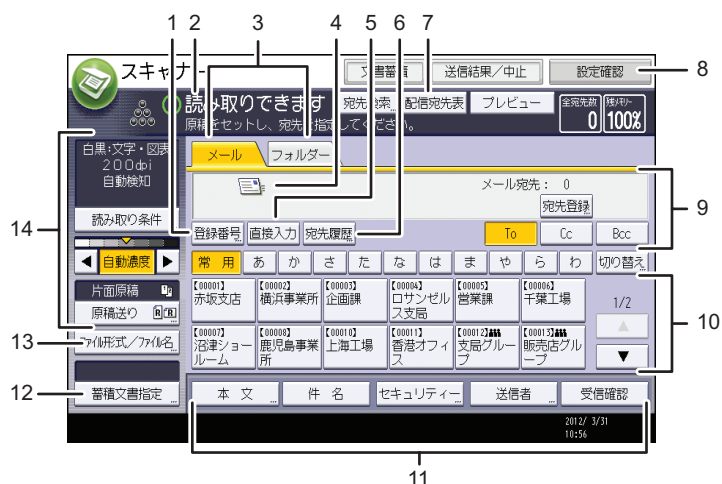 1 2 3 4 5 6 7
スキャナー 文書蓄積 送信結果／中止 設定確認 8
読み取りできます 宛先検索 配信宛先表 プレビュー 全宛先数 0 残メモリー 100%
原稿をセットし、宛先を指定してください。
白黒:文字・図表
200dpi
自動検知
読み取り条件
自動濃度
片面原稿
原稿送り
ファイル形式／ファイル名
蓄積文書指定
メール フォルダー
メール宛先： 0
宛先登録
登録番号 直接入力 宛先履歴 To Cc Bcc
常用 あ か さ た な は ま や ら わ 切り替え
【00001】 赤坂支店
【00002】 横浜事業所
【00003】 企画課
【00004】 ロサンゼルス支局
【00005】 営業課
【00006】 千葉工場
1/2
【00007】 沼津ショールーム
【00008】 鹿児島事業所
【00010】 上海工場
【00011】 香港オフィス
【00012】 支局グループ
【00013】 販売店グループ
▲
▼
本文 件名 セキュリティー 送信者 受信確認
2012/ 3/31
10:56
9
10
11
12
13
14